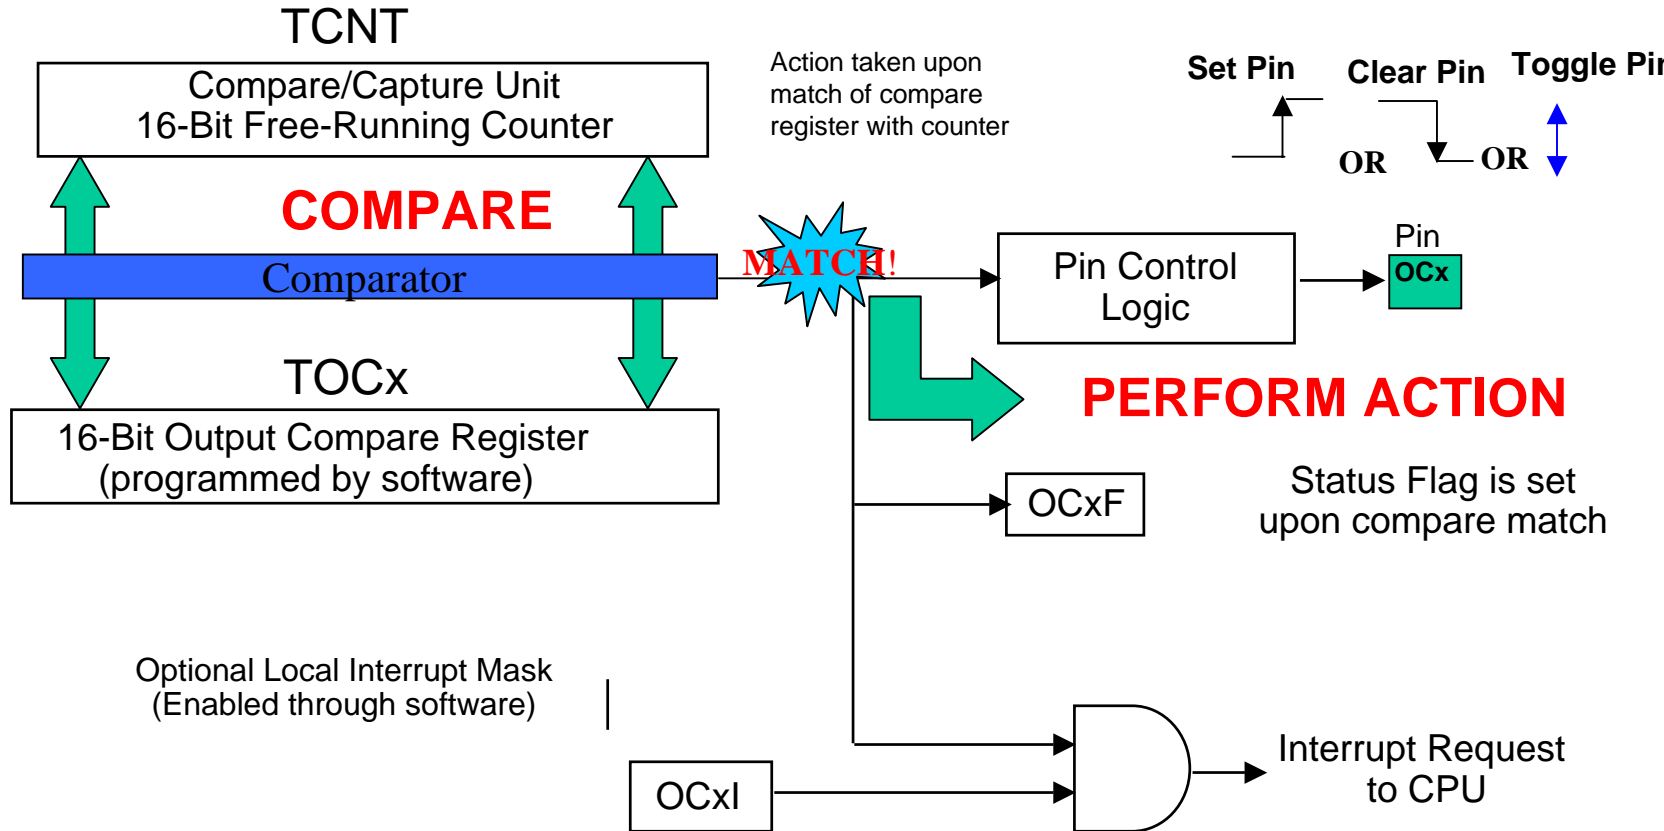 TCNT
Compare/Capture Unit
16-Bit Free-Running Counter
Action taken upon
match of compare
register with counter
Set Pin
Clear Pin
Toggle Pin
OR
OR
COMPARE
Comparator
MATCH!
Pin Control
Logic
Pin
OCx
TOCx
16-Bit Output Compare Register
(programmed by software)
PERFORM ACTION
OCxF
Status Flag is set
upon compare match
Optional Local Interrupt Mask
(Enabled through software)
OCxI
Interrupt Request
to CPU